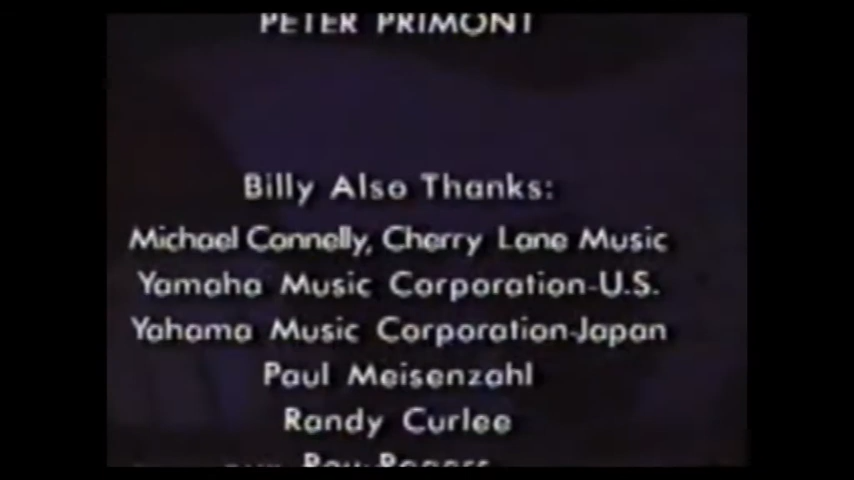 PETER PRIMONT
Billy Also Thanks:
Michael Connelly, Cherry Lane Music
Yamaha Music Corporation-U.S.
Yahama Music Corporation-Japan
Paul Meisenzahl
Randy Curlee